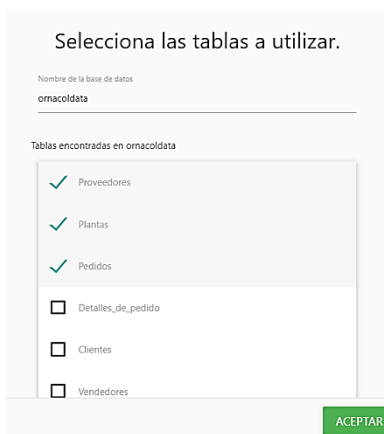 Selecciona las tablas a utilizar.
Nombre de la base de datos
ornacoldata
Tablas encontradas en ornacoldata
Proveedores
Plantas
Pedidos
Detalles_de_pedido
Clientes
Vendedores
ACEPTAR